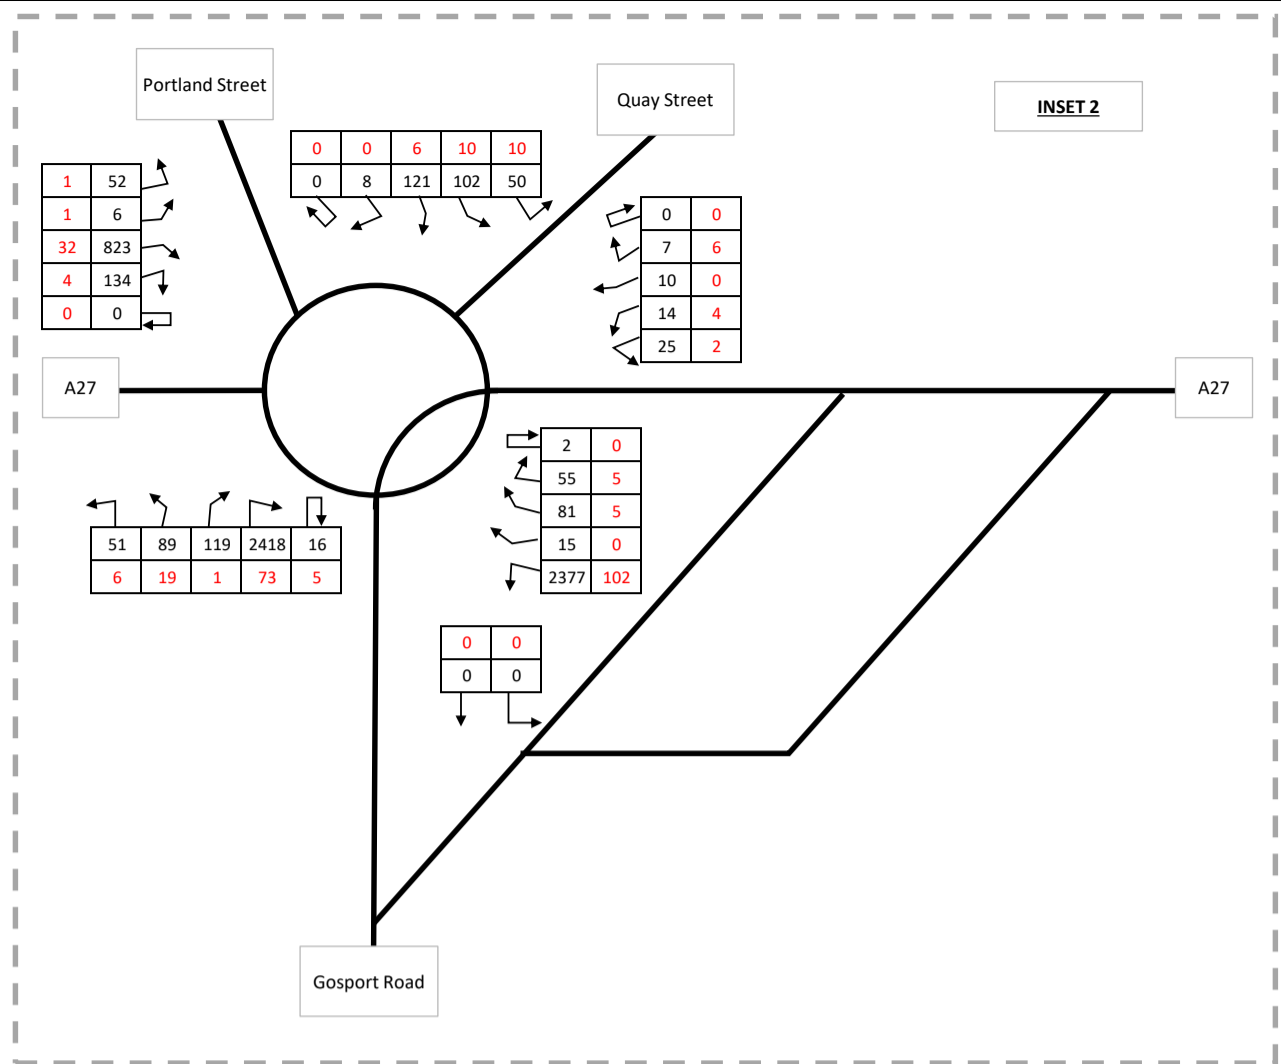 Portland Street
Quay Street
INSET 2
0 0 6 10 10
0 8 121 102 50
1 52
1 6
32 823
4 134
0 0
0 0
7 6
10 0
14 4
25 2
A27
A27
2 0
55 5
81 5
15 0
2377 102
51 89 119 2418 16
6 19 1 73 5
0 0
0 0
Gosport Road